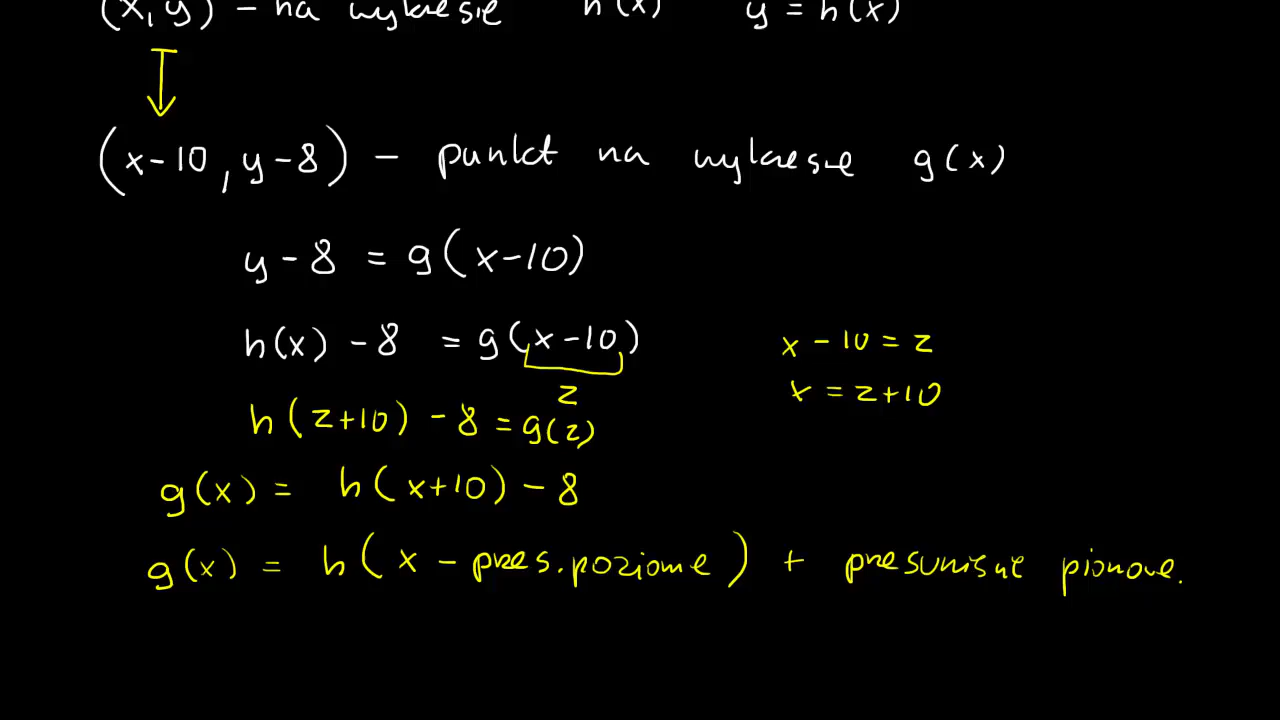 (x, y) – na wykresie h(x) y = h(x)
(x-10, y-8) – punkt na wykresie g(x)
y - 8 = g(x-10)
h(x) - 8 = g(x-10)
z
x - 10 = z
x = z+10
h(z+10) - 8 = g(z)
g(x) = h(x+10) - 8
g(x) = h(x - przes. poziome) + przesunięcie pionowe.